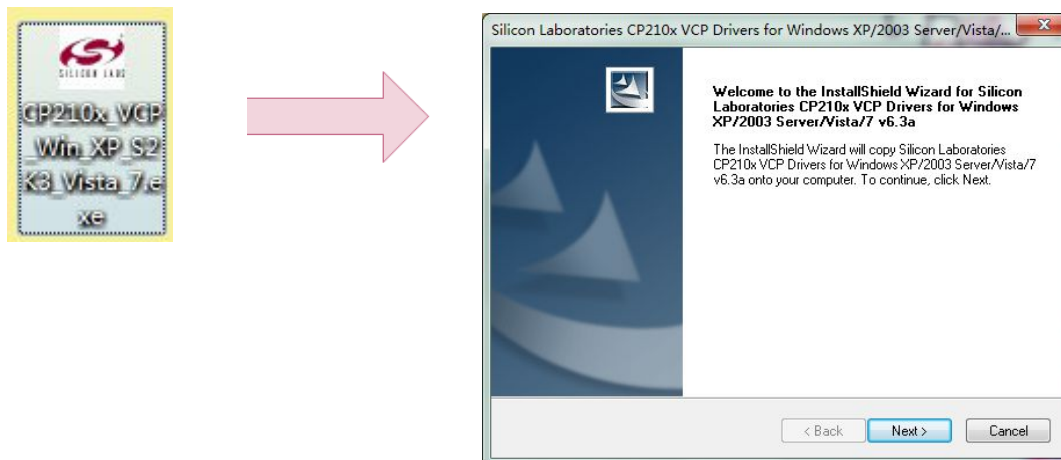 SILICON LABS
CP210x_VCP
_Win_XP_S2
K3_Vista_7.e
xe
Silicon Laboratories CP210x VCP Drivers for Windows XP/2003 Server/Vista/...
Welcome to the InstallShield Wizard for Silicon
Laboratories CP210x VCP Drivers for Windows
XP/2003 Server/Vista/7 v6.3a
The InstallShield Wizard will copy Silicon Laboratories
CP210x VCP Drivers for Windows XP/2003 Server/Vista/7
v6.3a onto your computer. To continue, click Next.
< Back
Next >
Cancel